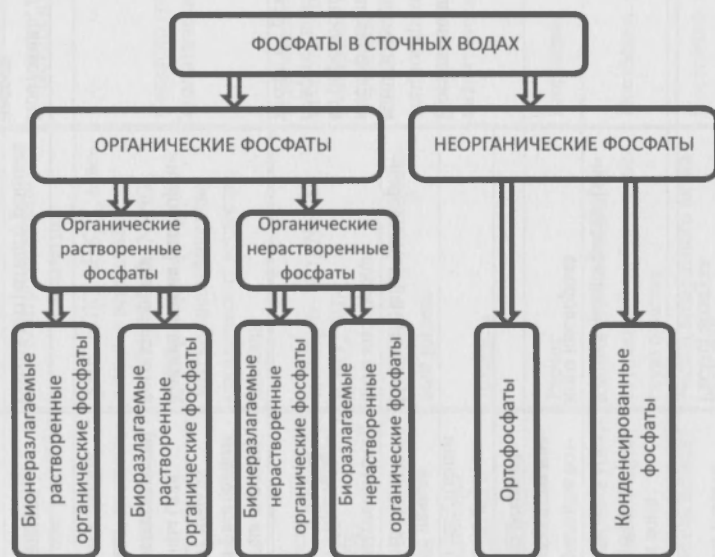 ФОСФАТЫ В СТОЧНЫХ ВОДАХ
ОРГАНИЧЕСКИЕ ФОСФАТЫ
НЕОРГАНИЧЕСКИЕ ФОСФАТЫ
Органические
растворенные
фосфаты
Органические
нерастворенные
фосфаты
Бионеразлагаемые
растворенные
органические фосфаты
Биоразлагаемые
растворенные
органические фосфаты
Бионеразлагаемые
нерастворенные
органические фосфаты
Биоразлагаемые
нерастворенные
органические фосфаты
Ортофосфаты
Конденсированные
фосфаты